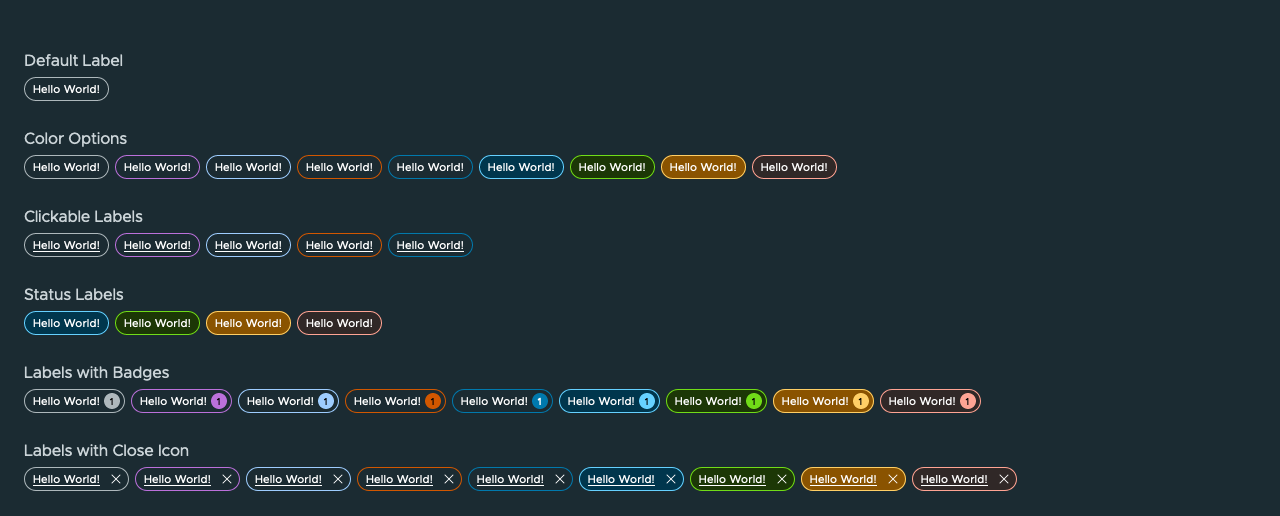 Default Label
Hello World!
Color Options
Hello World! Hello World! Hello World! Hello World! Hello World! Hello World! Hello World! Hello World! Hello World!
Clickable Labels
Hello World! Hello World! Hello World! Hello World! Hello World!
Status Labels
Hello World! Hello World! Hello World! Hello World!
Labels with Badges
Hello World! 1 Hello World! 1 Hello World! 1 Hello World! 1 Hello World! 1 Hello World! 1 Hello World! 1 Hello World! 1 Hello World! 1
Labels with Close Icon
Hello World! Hello World! Hello World! Hello World! Hello World! Hello World! Hello World! Hello World! Hello World!